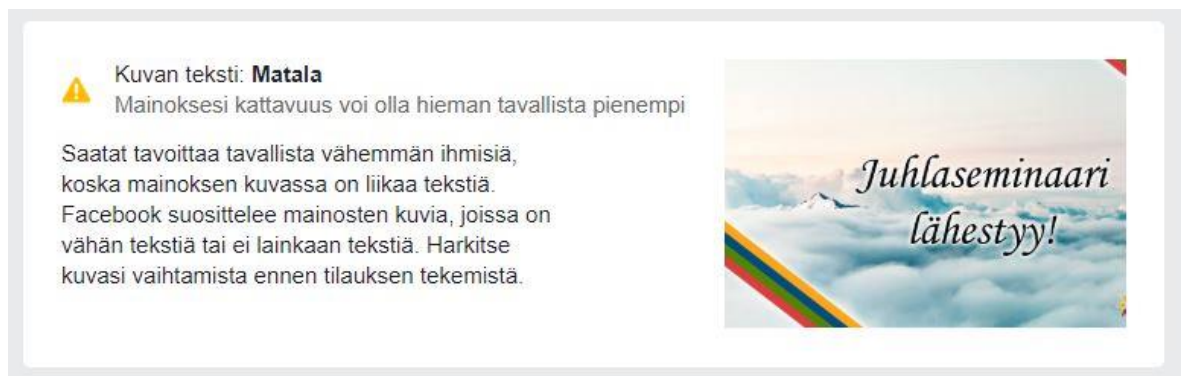 Kuvan teksti: Matala
Mainoksesi kattavuus voi olla hieman tavallista pienempi
Saatat tavoittaa tavallista vähemmän ihmisiä,
koska mainoksen kuvassa on liikaa tekstiä.
Facebook suosittelee mainosten kuvia, joissa on
vähän tekstiä tai ei lainkaan tekstiä. Harkitse
kuvasi vaihtamista ennen tilauksen tekemistä.
Juhlaseminaari
lähestyy!